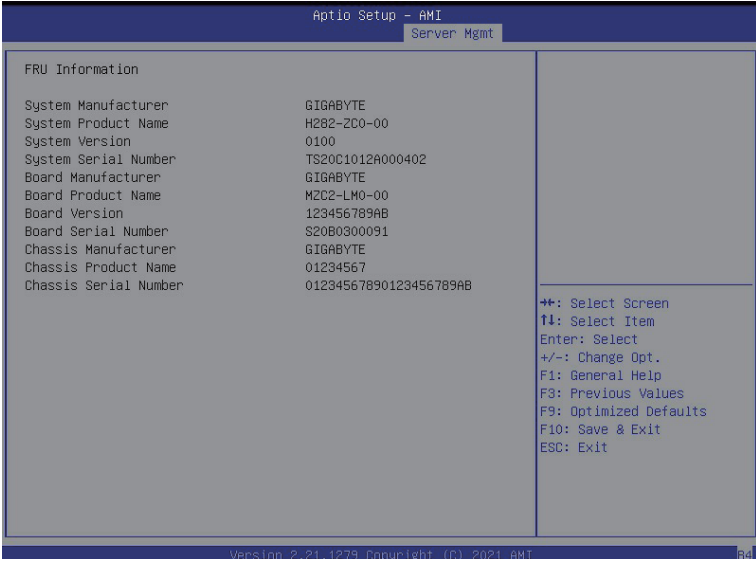 Aptio Setup – AMI
Server Mgmt
FRU Information
System Manufacturer GIGABYTE
System Product Name H282-ZC0-00
System Version 0100
System Serial Number TS20C1012A000402
Board Manufacturer GIGABYTE
Board Product Name MZC2-LM0-00
Board Version 123456789AB
Board Serial Number S20B0300091
Chassis Manufacturer GIGABYTE
Chassis Product Name 01234567
Chassis Serial Number 01234567890123456789AB
→←: Select Screen
↑↓: Select Item
Enter: Select
+/-: Change Opt.
F1: General Help
F3: Previous Values
F9: Optimized Defaults
F10: Save & Exit
ESC: Exit
Version 2.21.1279 Copyright (C) 2021 AMI
B4